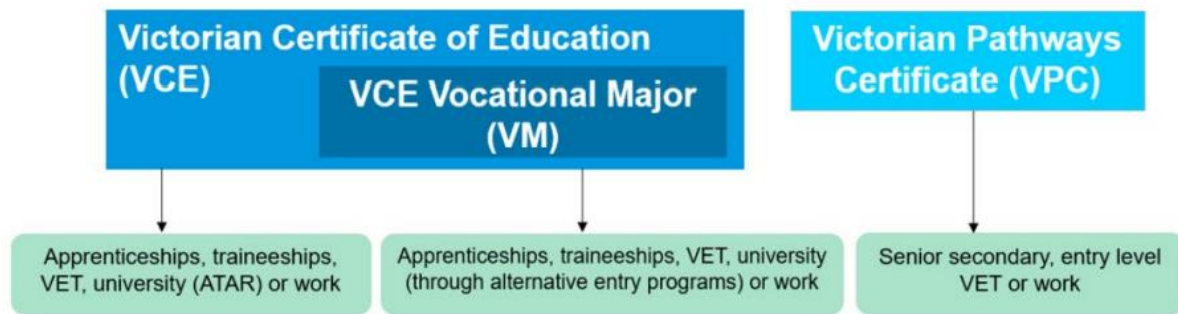 Victorian Certificate of Education
(VCE)
VCE Vocational Major
(VM)
Victorian Pathways
Certificate (VPC)
Apprenticeships, traineeships,
VET, university (ATAR) or work
Apprenticeships, traineeships, VET, university
(through alternative entry programs) or work
Senior secondary, entry level
VET or work